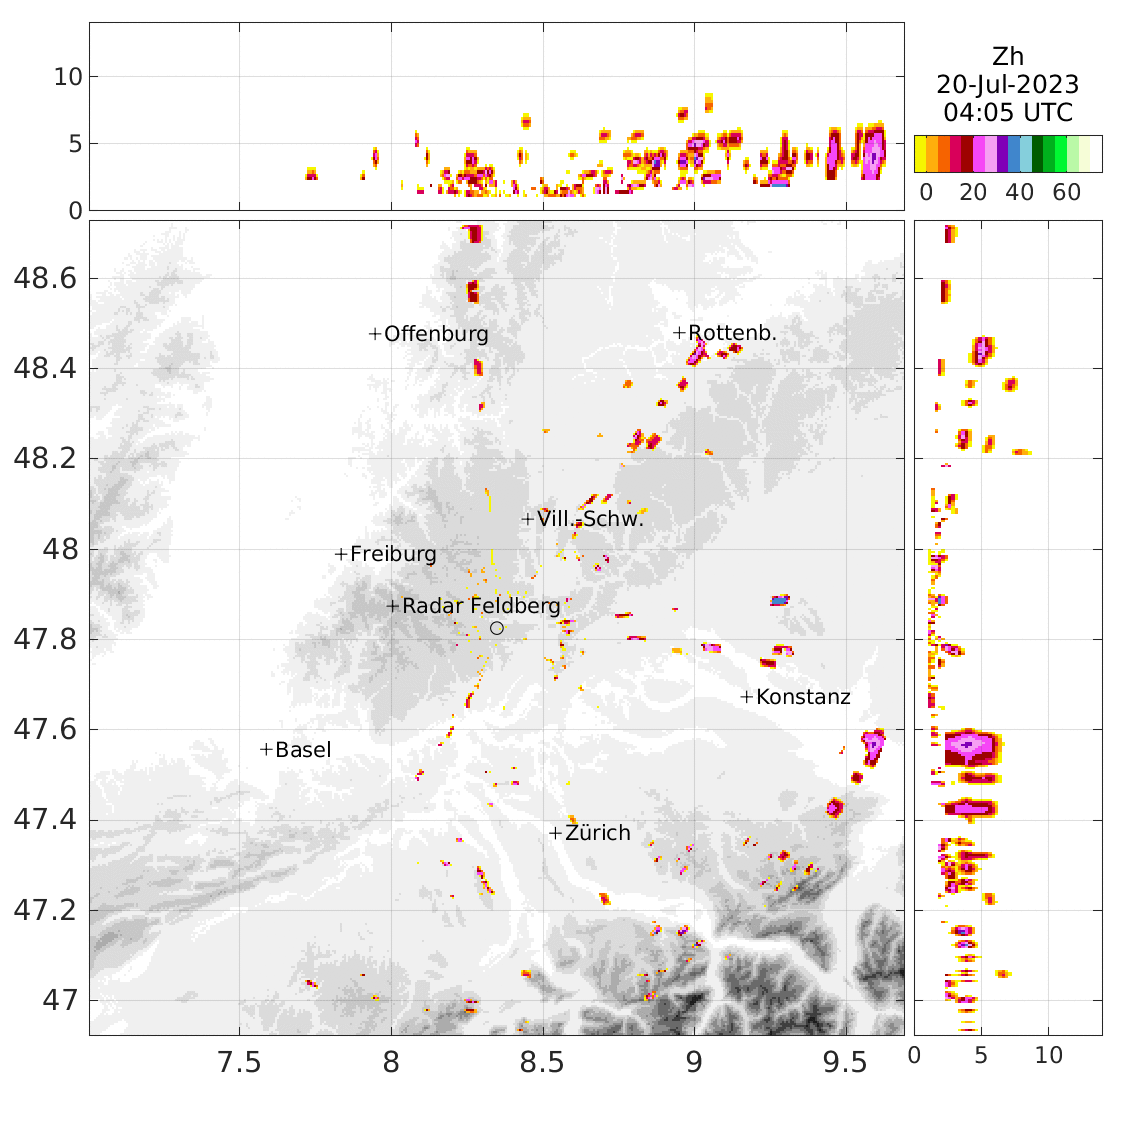 Zh
20-Jul-2023
04:05 UTC
10
5
0
0 20 40 60
48.6
48.4
48.2
48
47.8
47.6
47.4
47.2
47
+Offenburg
+Rottenb.
+Vill.-Schw.
+Freiburg
+Radar Feldberg
+Konstanz
+Basel
+Zürich
7.5 8 8.5 9 9.5
0 5 10